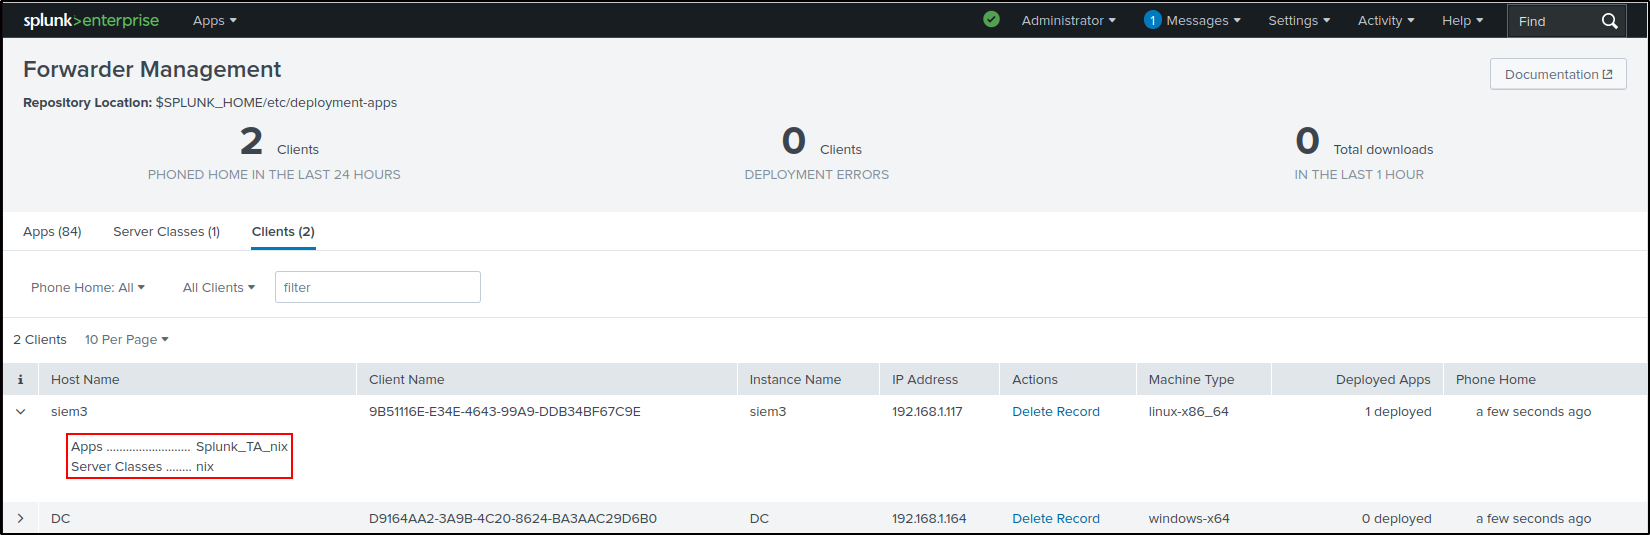 splunk>enterprise Apps Administrator 1 Messages Settings Activity Help Find
Forwarder Management
Documentation
Repository Location: $SPLUNK_HOME/etc/deployment-apps
2 Clients 0 Clients 0 Total downloads
PHONED HOME IN THE LAST 24 HOURS DEPLOYMENT ERRORS IN THE LAST 1 HOUR
Apps (84) Server Classes (1) Clients (2)
Phone Home: All All Clients filter
2 Clients 10 Per Page
i Host Name Client Name Instance Name IP Address Actions Machine Type Deployed Apps Phone Home
siem3 9B51116E-E34E-4643-99A9-DDB34BF67C9E siem3 192.168.1.117 Delete Record linux-x86_64 1 deployed a few seconds ago
Apps .......................... Splunk_TA_nix
Server Classes ........ nix
DC D9164AA2-3A9B-4C20-8624-BA3AAC29D6B0 DC 192.168.1.164 Delete Record windows-x64 0 deployed a few seconds ago